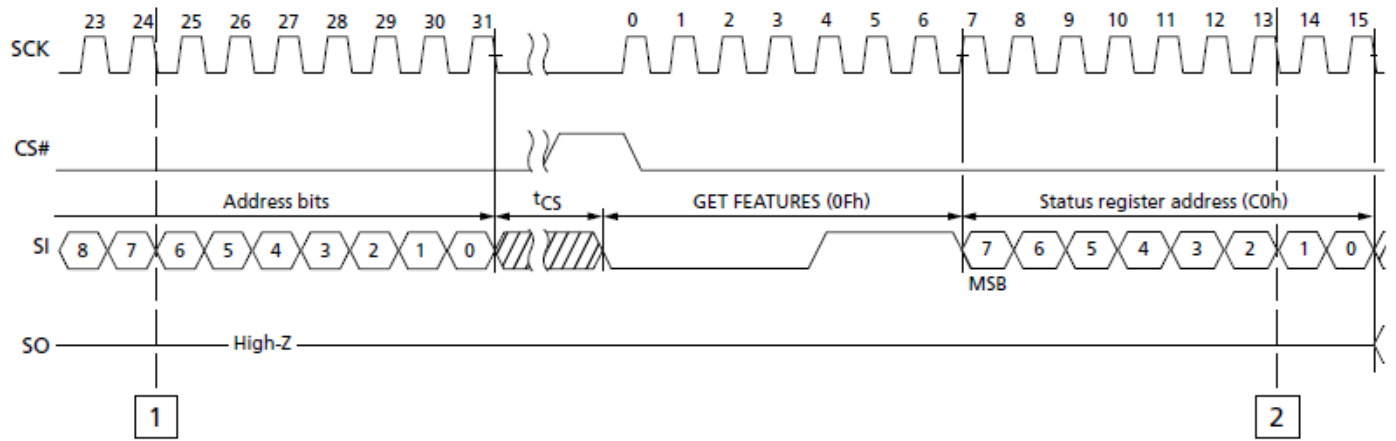 23 24 25 26 27 28 29 30 31 0 1 2 3 4 5 6 7 8 9 10 11 12 13 14 15
SCK
CS#
Address bits tCS GET FEATURES (0Fh) Status register address (C0h)
SI 8 7 6 5 4 3 2 1 0 7 6 5 4 3 2 1 0
MSB
SO High-Z
1 2